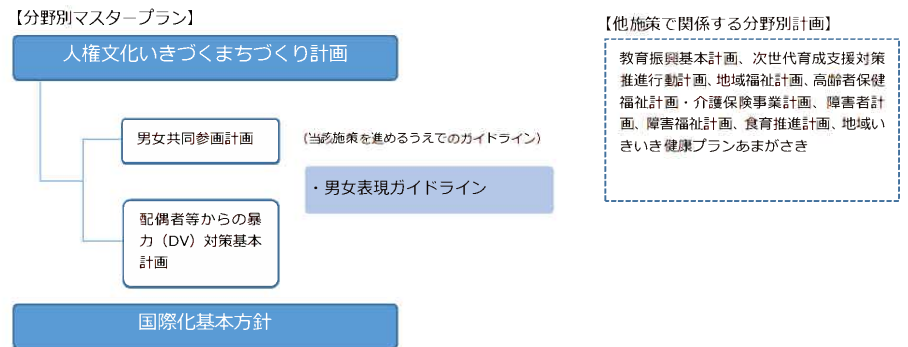 【分野別マスタープラン】
人権文化いきづくまちづくり計画
男女共同参画計画
(当該施策を進めるうえでのガイドライン)
・男女表現ガイドライン
配偶者等からの暴
力（DV）対策基本
計画
国際化基本方針
【他施策で関係する分野別計画】
教育振興基本計画、次世代育成支援対策
推進行動計画、地域福祉計画、高齢者保健
福祉計画・介護保険事業計画、障害者計
画、障害福祉計画、食育推進計画、地域い
きいき健康プランあまがさき